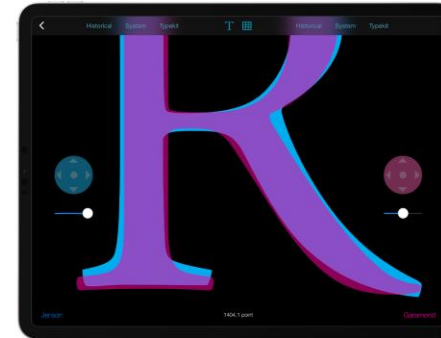 Historical System Typekit T Historical System Typekit
R
Jenson 1404.1 point Garamond